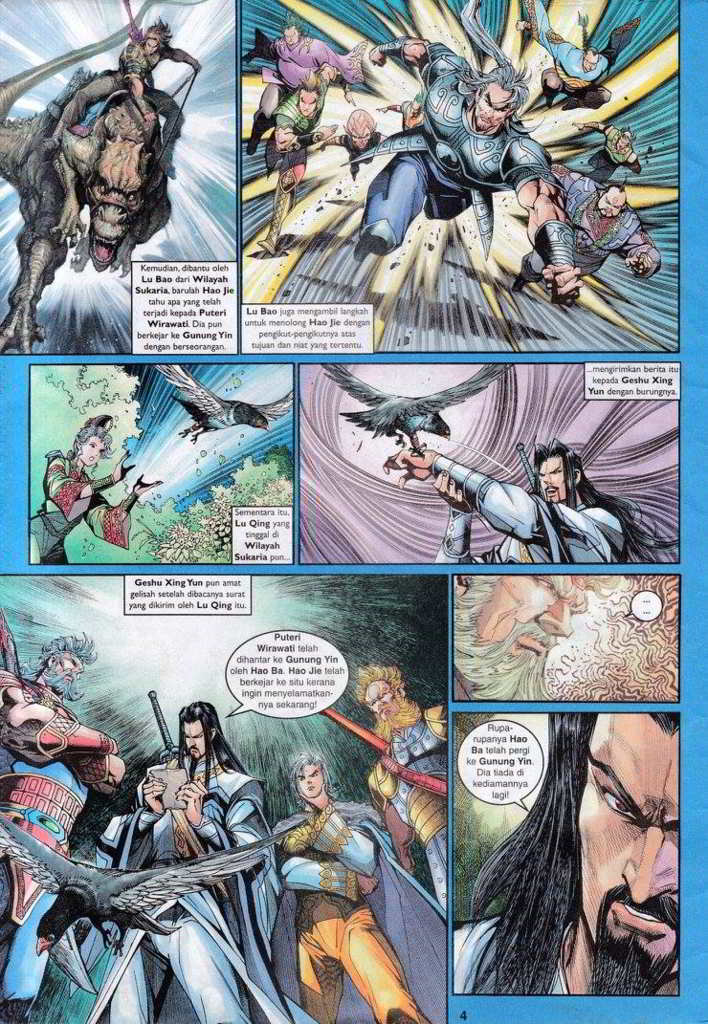 Kemudian, dibantu oleh
Lu Bao dari Wilayah
Sukaria, barulah Hao Jie
tahu apa yang telah
terjadi kepada Puteri
Wirawati. Dia pun
berkejar ke Gunung Yin
dengan berseorangan.
Lu Bao juga mengambil langkah
untuk menolong Hao Jie dengan
pengikut-pengikutnya atas
tujuan dan niat yang tertentu.
Sementara itu,
Lu Qing yang
tinggal di
Wilayah
Sukaria pun...
...mengirimkan berita itu
kepada Geshu Xing
Yun dengan burungnya.
Geshu Xing Yun pun amat
gelisah setelah dibacanya surat
yang dikirim oleh Lu Qing itu.
Puteri
Wirawati telah
dihantar ke Gunung Yin
oleh Hao Ba. Hao Jie telah
berkejar ke situ kerana
ingin menyelamatkan-
nya sekarang!
...
...
Rupa-
rupanya Hao
Ba telah pergi
ke Gunung Yin.
Dia tiada di
kediamannya
lagi!
4